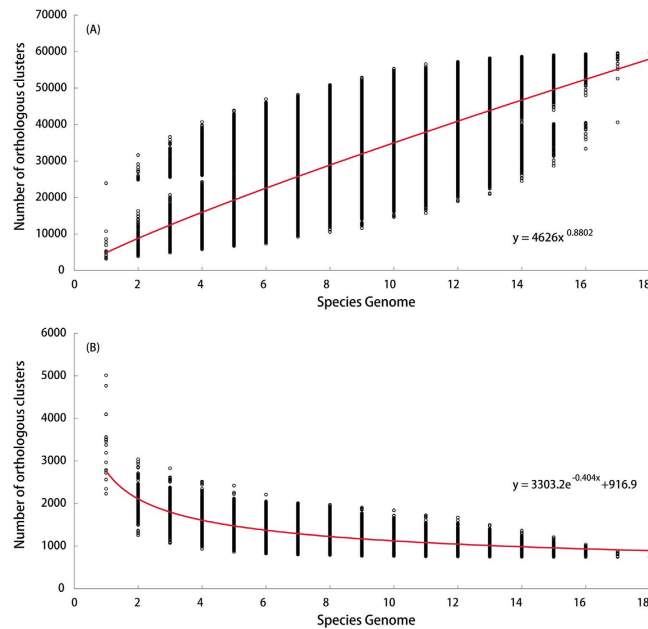 (A)
70000
60000
50000
40000
30000
20000
10000
0
Number of orthologous clusters
y = 4626x^0.8802
0 2 4 6 8 10 12 14 16 18
Species Genome
(B)
6000
5000
4000
3000
2000
1000
0
Number of orthologous clusters
y = 3303.2e^-0.404x+916.9
0 2 4 6 8 10 12 14 16 18
Species Genome